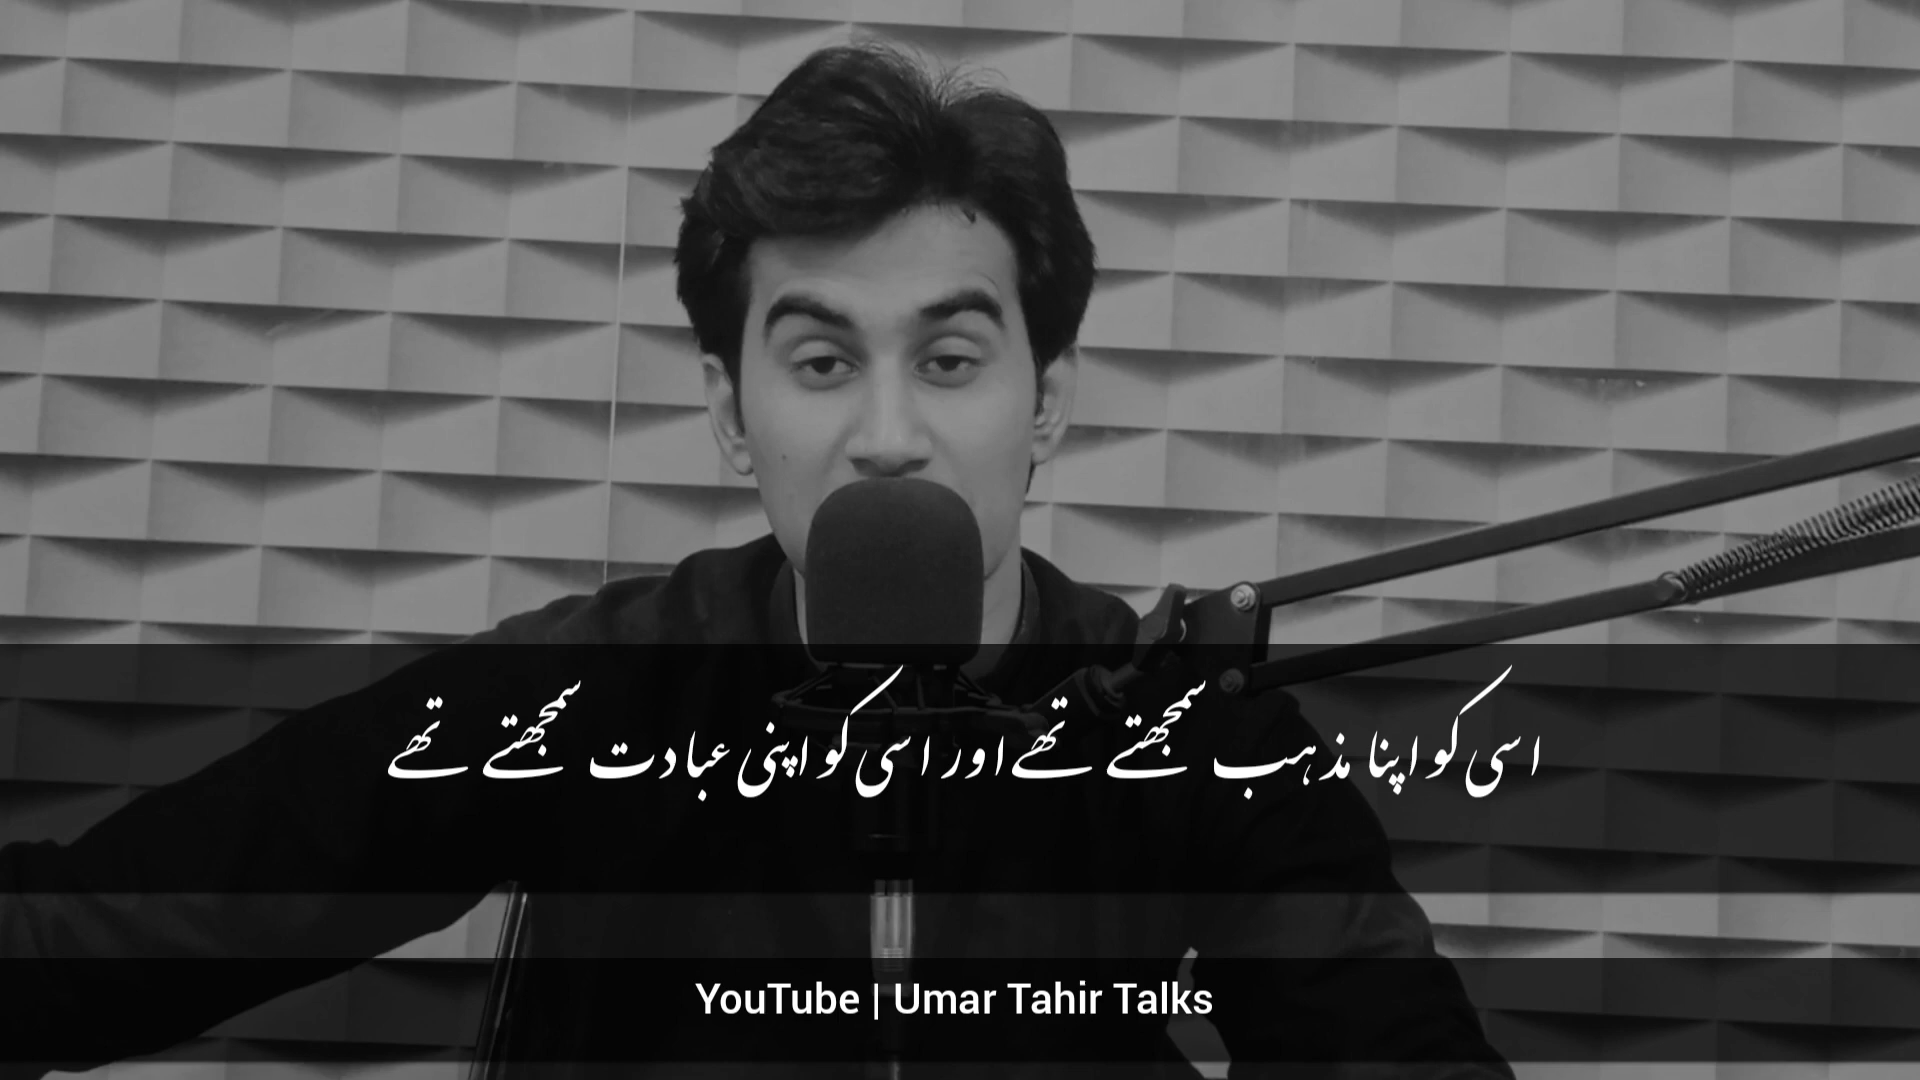 اسی کو اپنا مذہب سمجھتے تھے اور اسی کو اپنی عبادت سمجھتے تھے
YouTube | Umar Tahir Talks